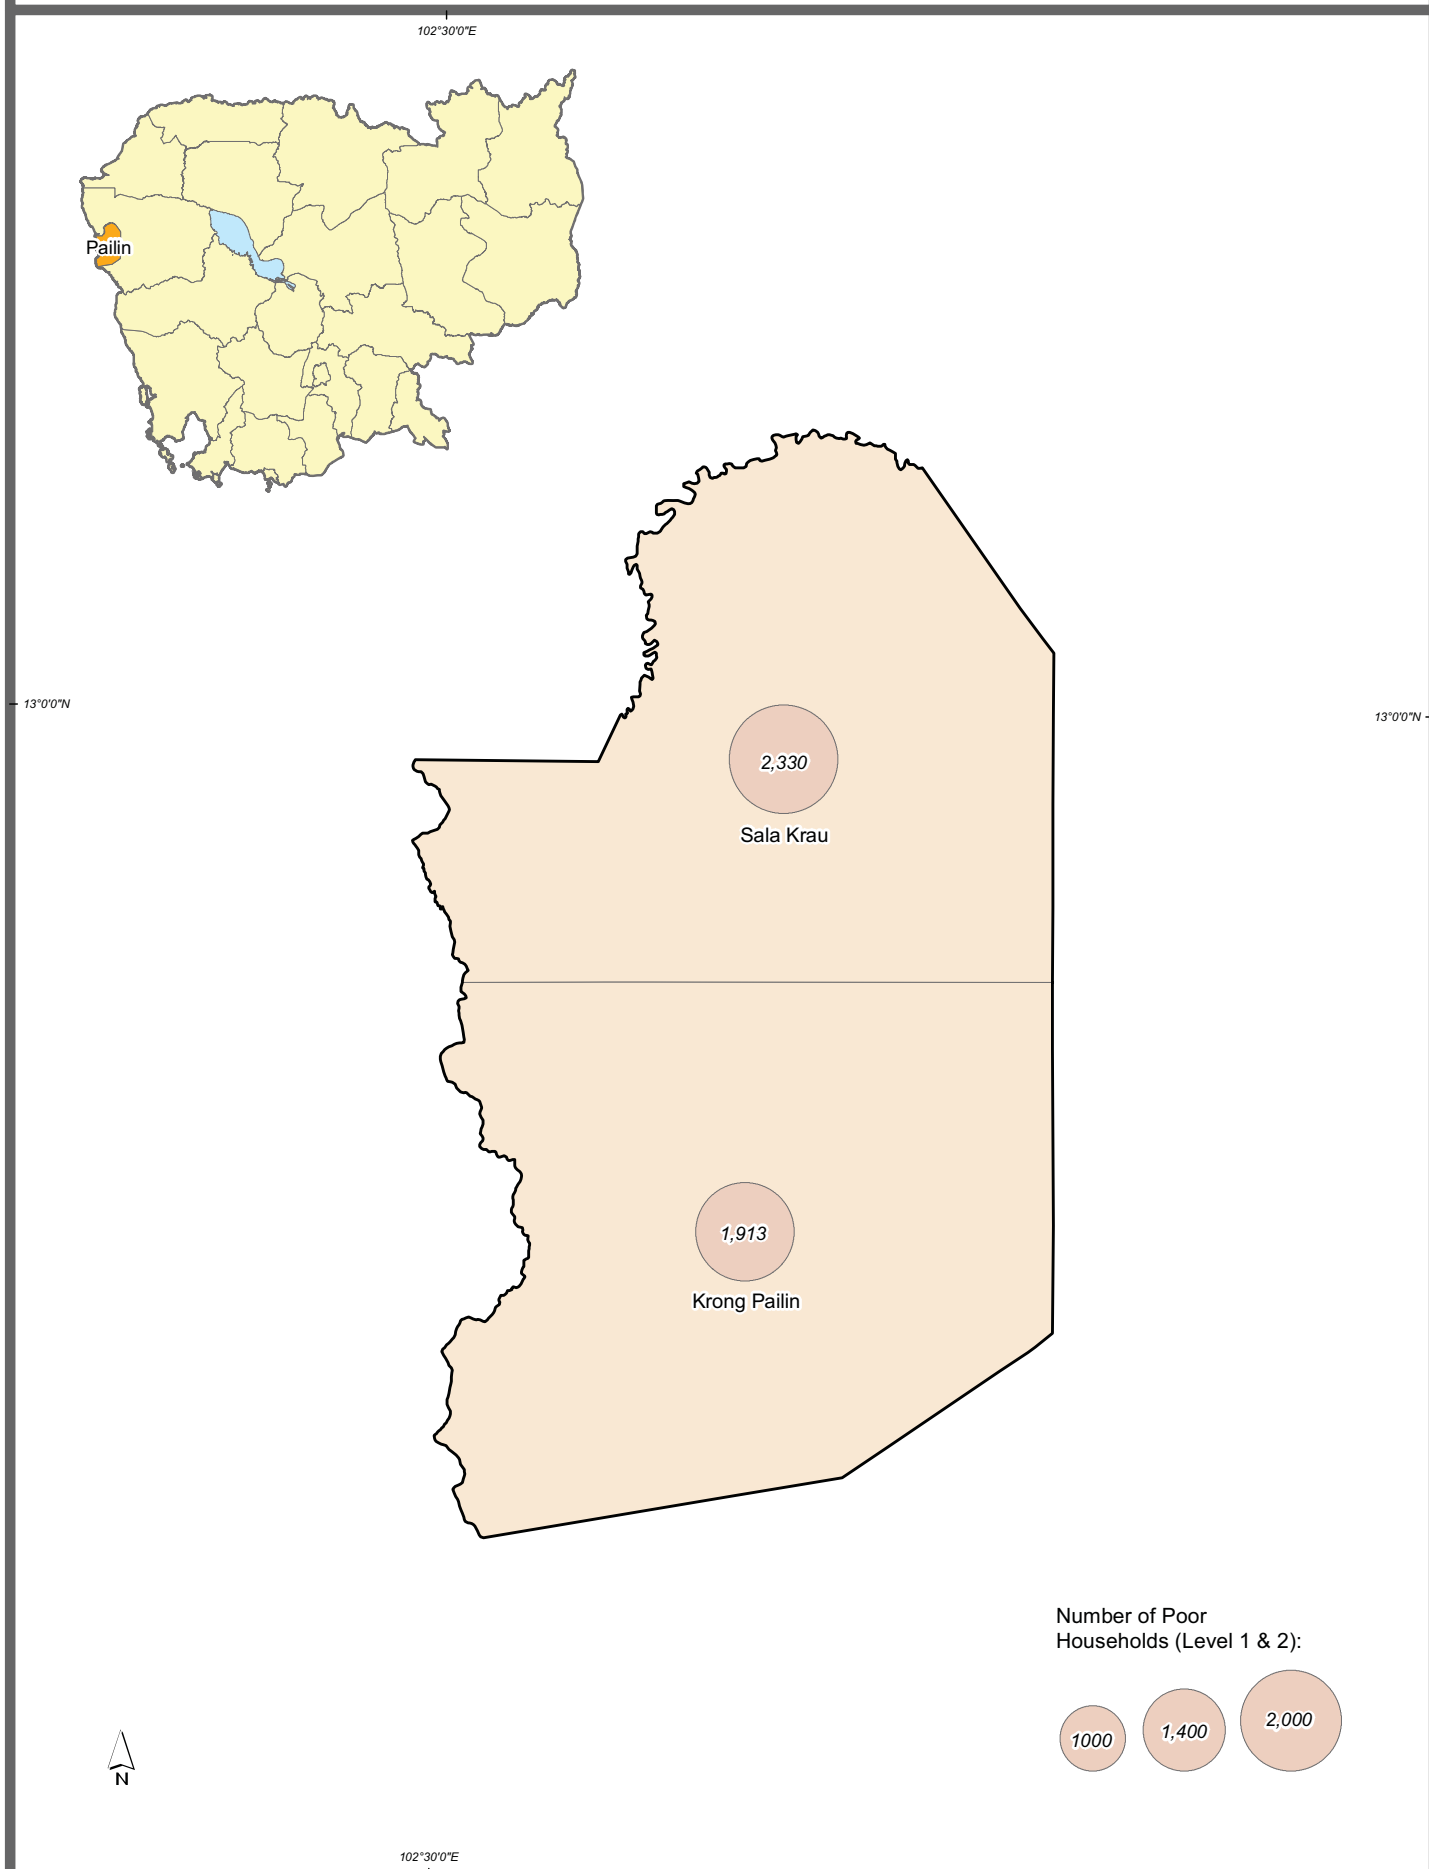 102°30'0"E
Pailin
13°0'0"N
13°0'0"N
2,330
Sala Krau
1,913
Krong Pailin
Number of Poor
Households (Level 1 & 2):
1000
1,400
2,000
N
102°30'0"E